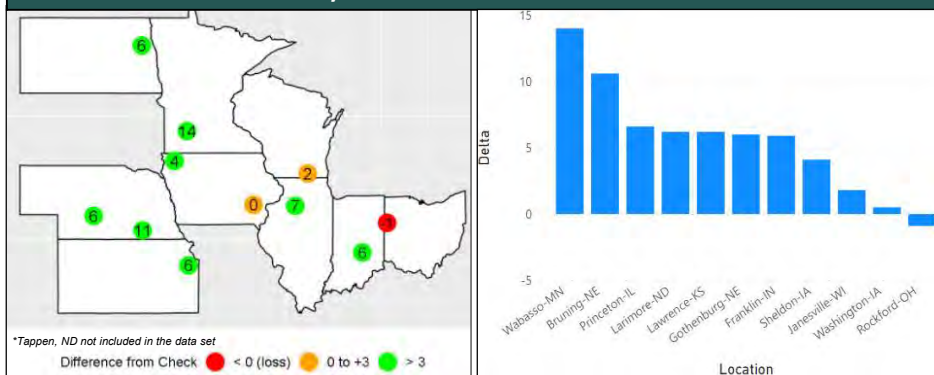 6
14
4
2
0
7
-1
6
11
6
6
*Tappen, ND not included in the data set
Difference from Check < 0 (loss) 0 to +3 > 3
15
10
5
0
-5
Delta
Wabasso-MN
Bruning-NE
Princeton-IL
Larimore-ND
Lawrence-KS
Gothenburg-NE
Franklin-IN
Sheldon-IA
Janesville-WI
Washington-IA
Rockford-OH
Location